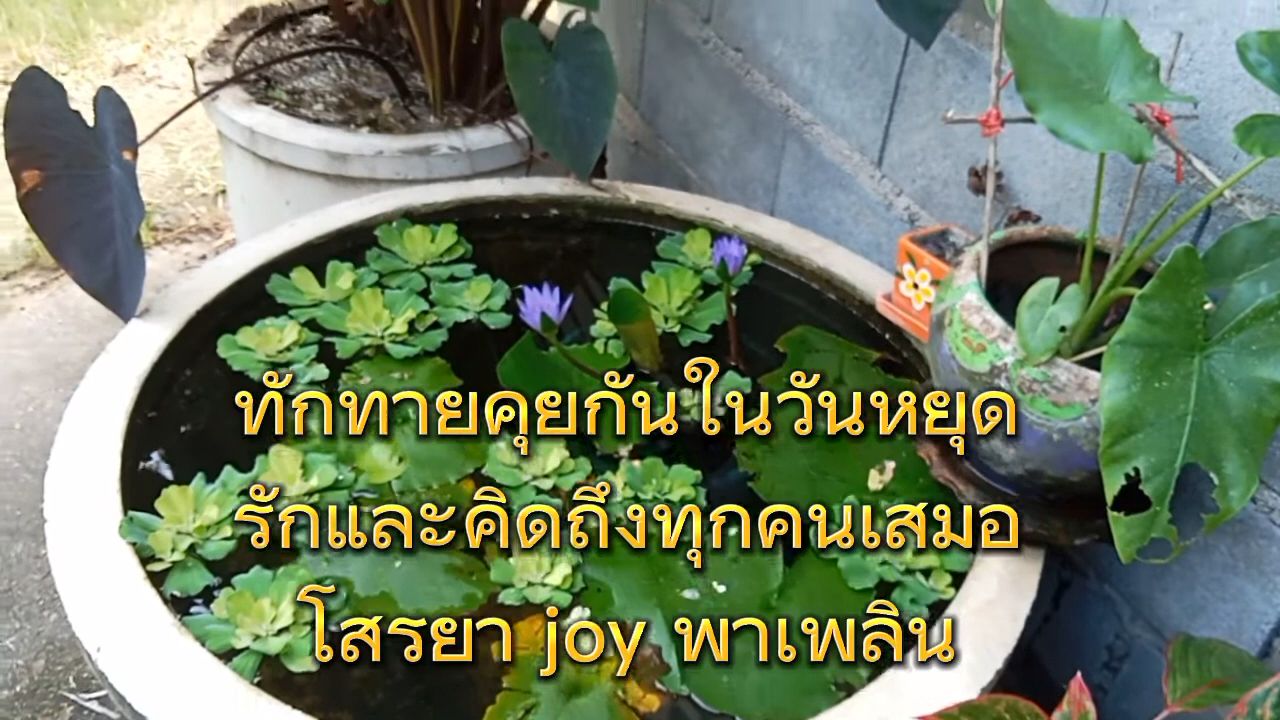 ทักทายคุยกันในวันหยุด
รักและคิดถึงทุกคนเสมอ
โสรยา joy พาเพลิน